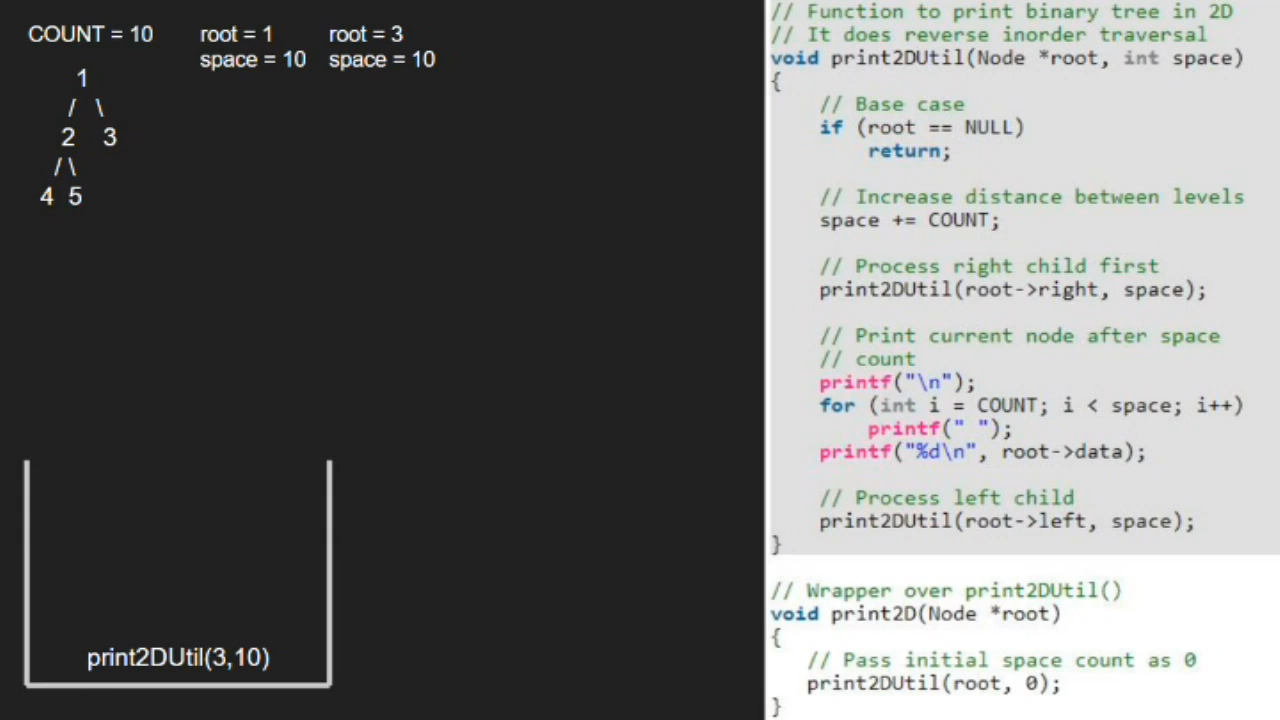 COUNT = 10
root = 1
root = 3
space = 10
space = 10
1
/ \
2 3
/\
4 5
print2DUtil(3,10)
// Function to print binary tree in 2D
// It does reverse inorder traversal
void print2DUtil(Node *root, int space)
{
// Base case
if (root == NULL)
return;
// Increase distance between levels
space += COUNT;
// Process right child first
print2DUtil(root->right, space);
// Print current node after space
// count
printf("\n");
for (int i = COUNT; i < space; i++)
printf(" ");
printf("%d\n", root->data);
// Process left child
print2DUtil(root->left, space);
}
// Wrapper over print2DUtil()
void print2D(Node *root)
{
// Pass initial space count as 0
print2DUtil(root, 0);
}